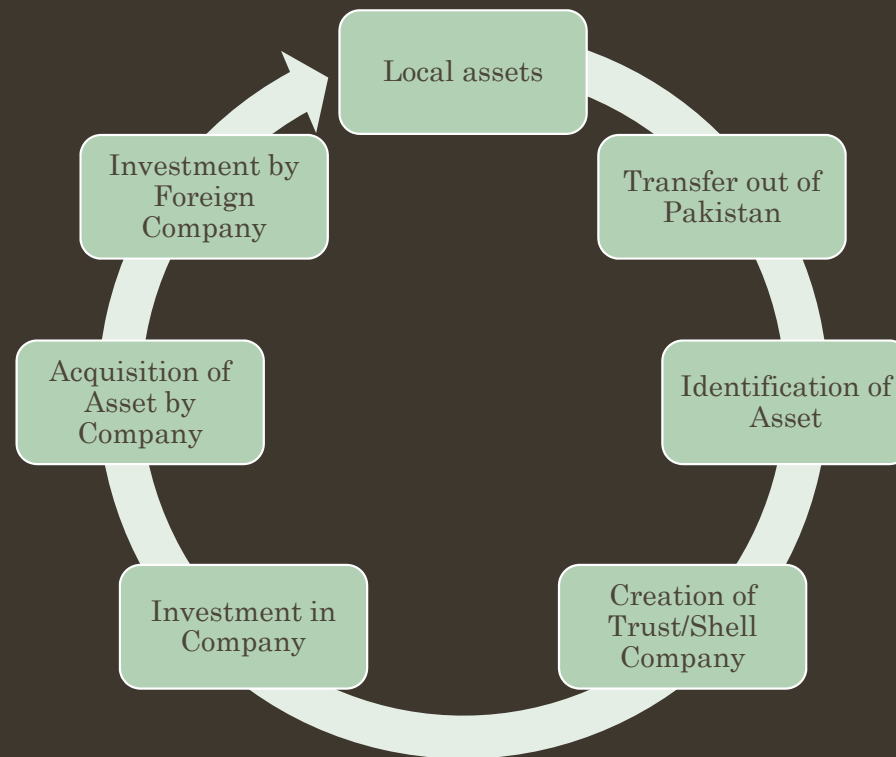 Local assets
Transfer out of
Pakistan
Identification of
Asset
Creation of
Trust/Shell
Company
Investment in
Company
Acquisition of
Asset by
Company
Investment by
Foreign
Company